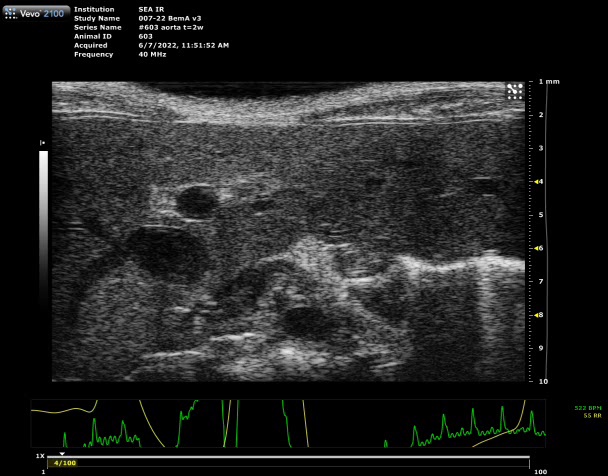 Vevo 2100
Institution SEA IR
Study Name 007-22 BemA v3
Series Name #603 aorta t=2w
Animal ID 603
Acquired 6/7/2022, 11:51:52 AM
Frequency 40 MHz
1 mm
2
3
4
5
6
7
8
9
10
522 BPM
55 RR
1X
4/100
1
100